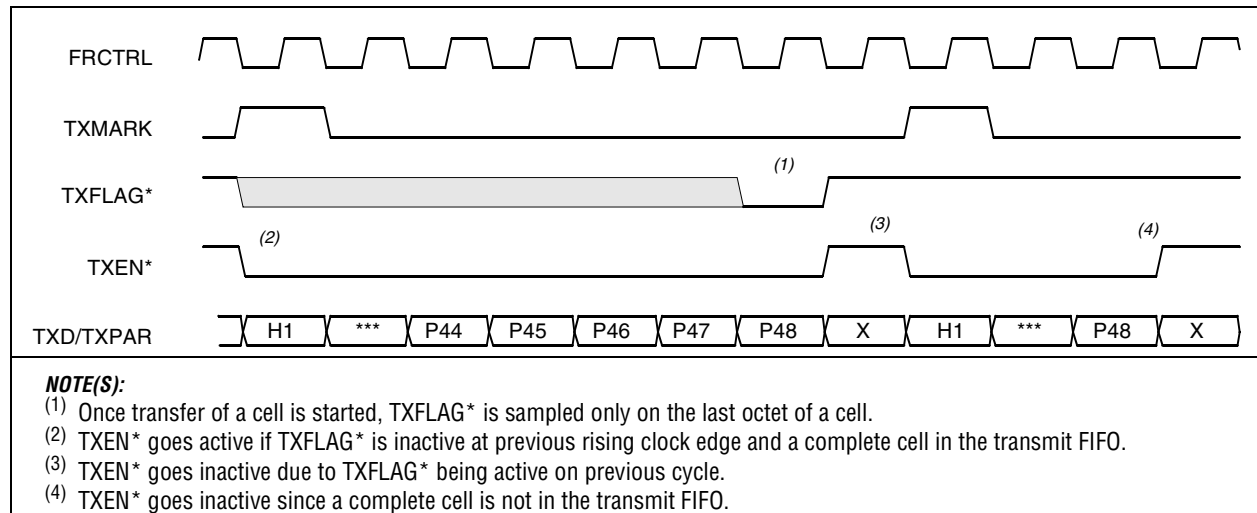 FRCTRL
TXMARK
(1)
TXFLAG*
(2)
(3)
(4)
TXEN*
TXD/TXPAR H1 *** P44 P45 P46 P47 P48 X H1 *** P48 X
NOTE(S):
(1) Once transfer of a cell is started, TXFLAG* is sampled only on the last octet of a cell.
(2) TXEN* goes active if TXFLAG* is inactive at previous rising clock edge and a complete cell in the transmit FIFO.
(3) TXEN* goes inactive due to TXFLAG* being active on previous cycle.
(4) TXEN* goes inactive since a complete cell is not in the transmit FIFO.